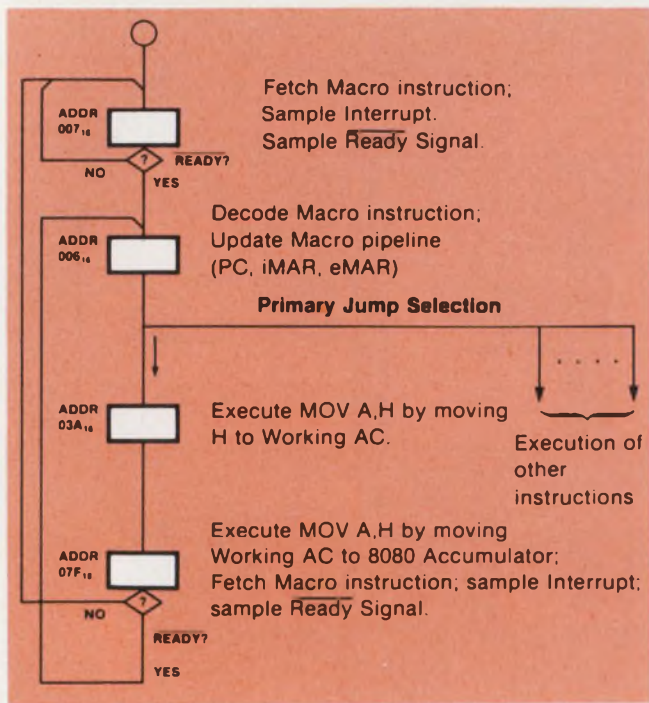 Fetch Macro instruction;
Sample Interrupt.
Sample Ready Signal.
ADDR
007₁₆
?
READY?
NO
YES
Decode Macro instruction;
Update Macro pipeline
(PC, iMAR, eMAR)
ADDR
006₁₆
Primary Jump Selection
. . . .
Execution of
other
instructions
ADDR
03A₁₆
Execute MOV A,H by moving
H to Working AC.
Execute MOV A,H by moving
Working AC to 8080 Accumulator;
Fetch Macro instruction; sample Interrupt;
sample Ready Signal.
ADDR
07F₁₆
?
NO
READY?
YES